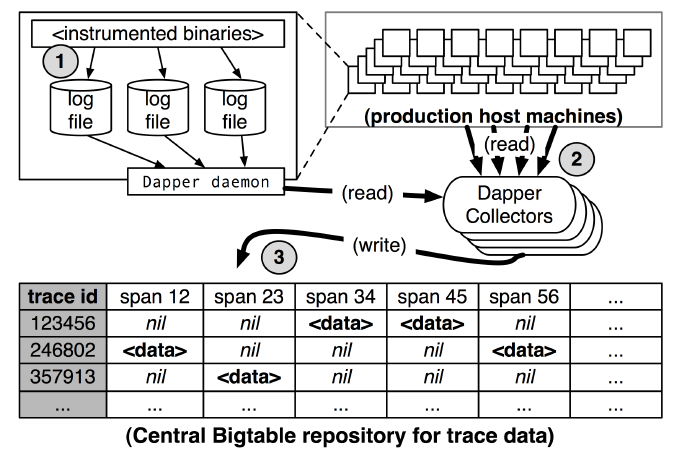 <instrumented binaries>
1
log
file
log
file
log
file
Dapper daemon
(production host machines)
(read)
2
(read)
Dapper
Collectors
(write)
3
trace id span 12 span 23 span 34 span 45 span 56 ...
123456 nil nil <data> <data> nil ...
246802 <data> nil nil nil <data> ...
357913 nil <data> nil nil nil ...
... ... ... ... ... ... ...
(Central Bigtable repository for trace data)